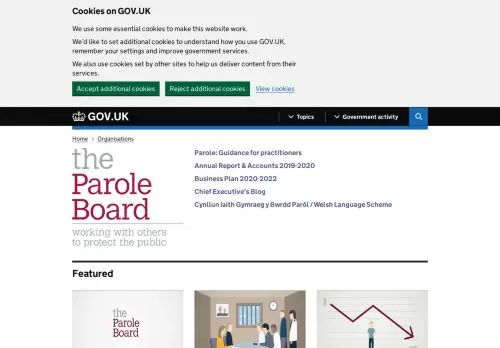 Cookies on GOV.UK
We use some essential cookies to make this website work.
We'd like to set additional cookies to understand how you use GOV.UK,
remember your settings and improve government services.
We also use cookies set by other sites to help us deliver content from their
services.
Accept additional cookies
Reject additional cookies
View cookies
GOV.UK
Topics
Government activity
Home
Organisations
the
Parole
Board
working with others
to protect the public
Parole: Guidance for practitioners
Annual Report & Accounts 2019-2020
Business Plan 2020-2022
Chief Executive's Blog
Cynllun Iaith Gymraeg y Bwrdd Parôl / Welsh Language Scheme
Featured
the
Parole
Board